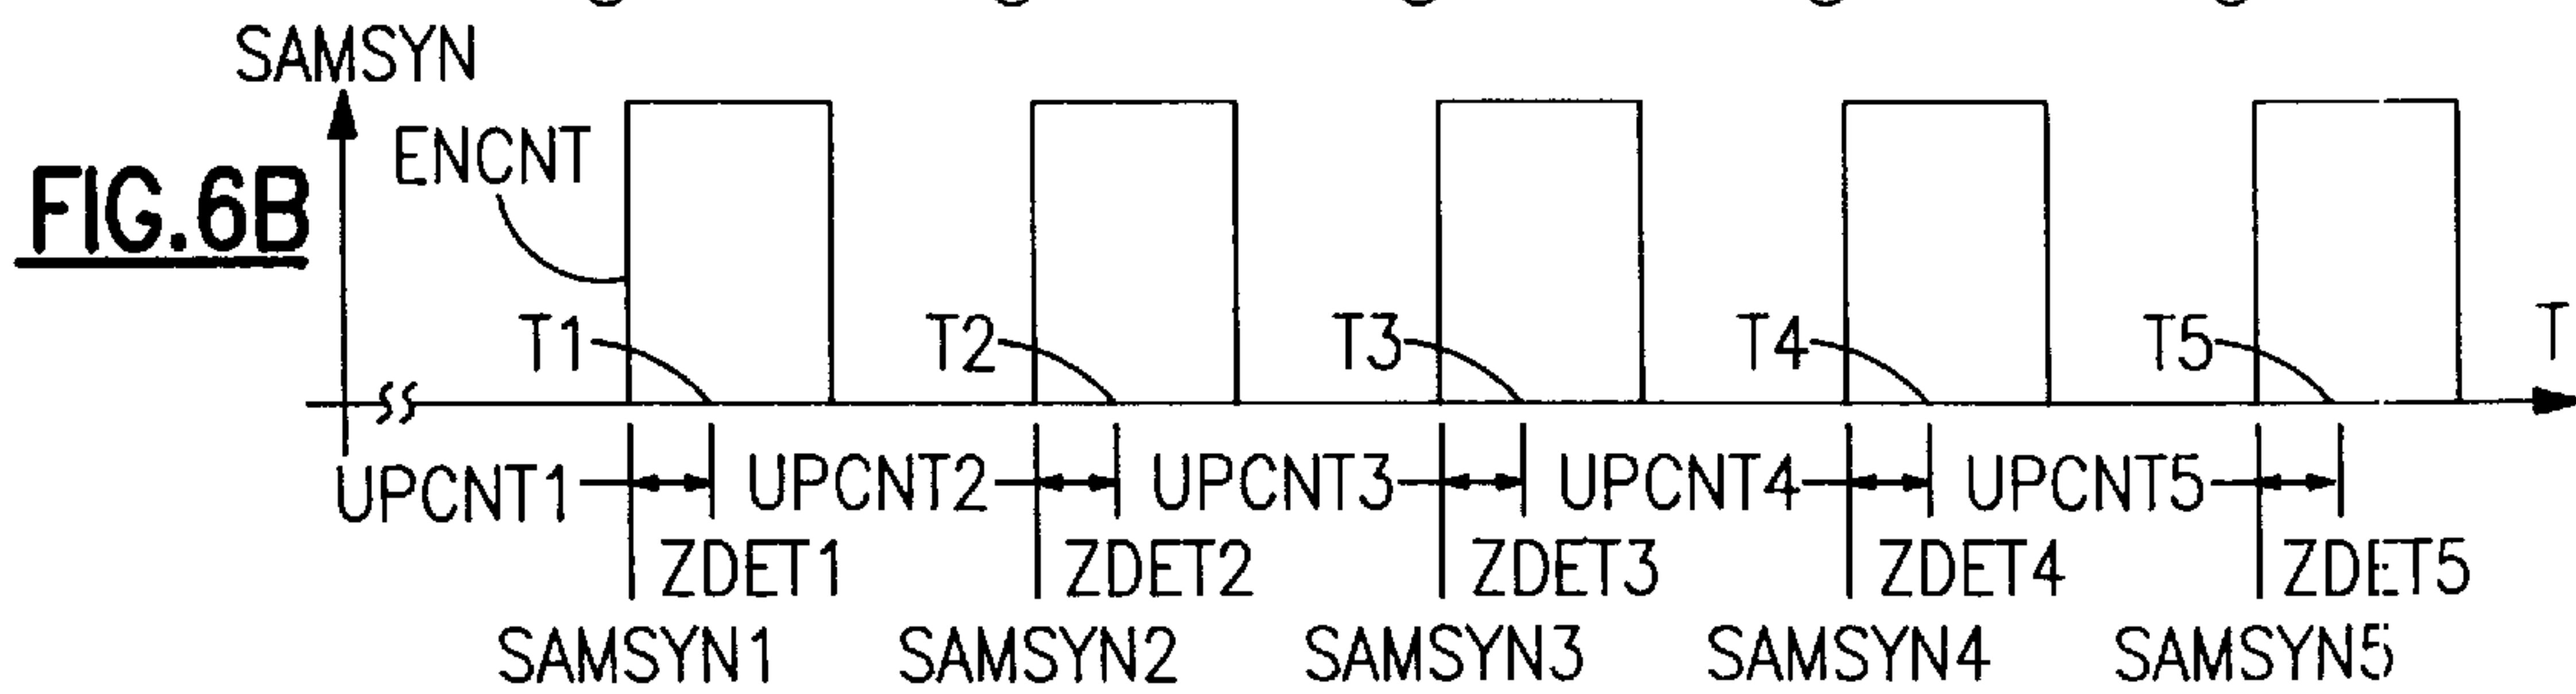 SAMSYN
ENCNT
FIG.6B
T1 T2 T3 T4 T5 T
UPCNT1 UPCNT2 UPCNT3 UPCNT4 UPCNT5
ZDET1 ZDET2 ZDET3 ZDET4 ZDET5
SAMSYN1 SAMSYN2 SAMSYN3 SAMSYN4 SAMSYN5